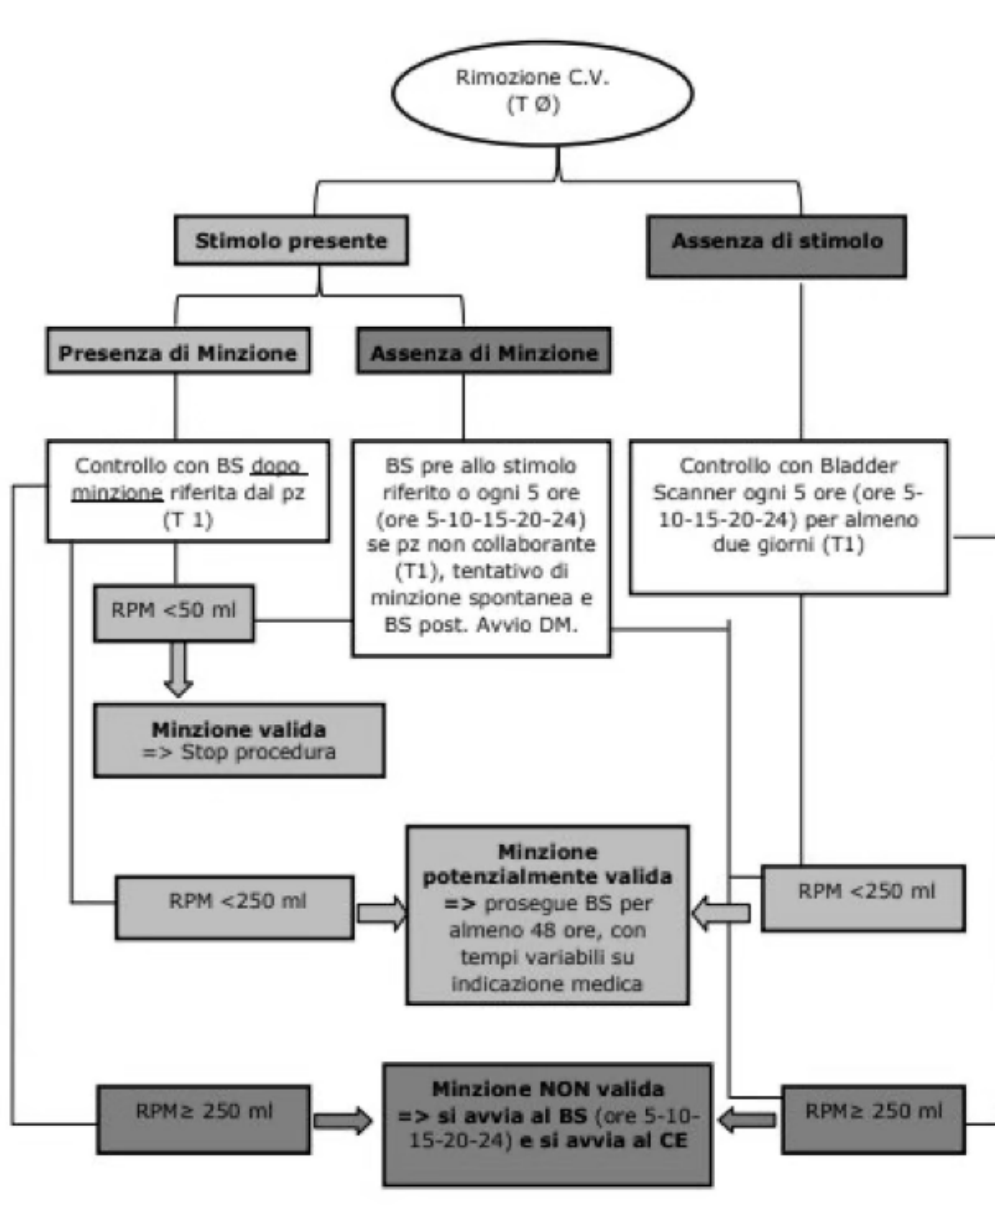 Rimozione C.V.
(T Ø)
Stimolo presente
Assenza di stimolo
Presenza di Minzione
Assenza di Minzione
Controllo con BS dopo
minzione riferita dal pz
(T 1)
BS pre allo stimolo
riferito o ogni 5 ore
(ore 5-10-15-20-24)
se pz non collaborante
(T1), tentativo di
minzione spontanea e
BS post. Avvio DM.
Controllo con Bladder
Scanner ogni 5 ore (ore 5-
10-15-20-24) per almeno
due giorni (T1)
RPM <50 ml
Minzione valida
=> Stop procedura
RPM <250 ml
Minzione
potenzialmente valida
=> prosegue BS per
almeno 48 ore, con
tempi variabili su
indicazione medica
RPM <250 ml
RPM≥ 250 ml
Minzione NON valida
=> si avvia al BS (ore 5-10-
15-20-24) e si avvia al CE
RPM≥ 250 ml